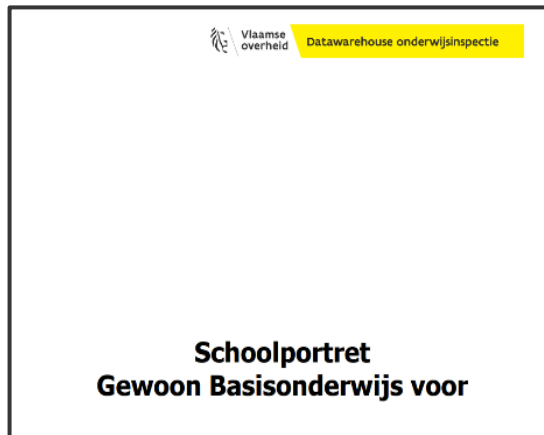 Vlaamse
overheid
Datawarehouse onderwijsinspectie
Schoolportret
Gewoon Basisonderwijs voor